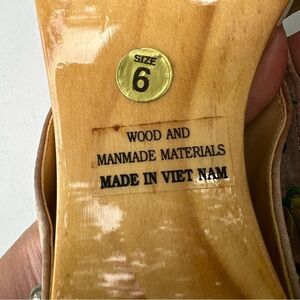 SIZE
6
WOOD AND
MANMADE MATERIALS
MADE IN VIET NAM